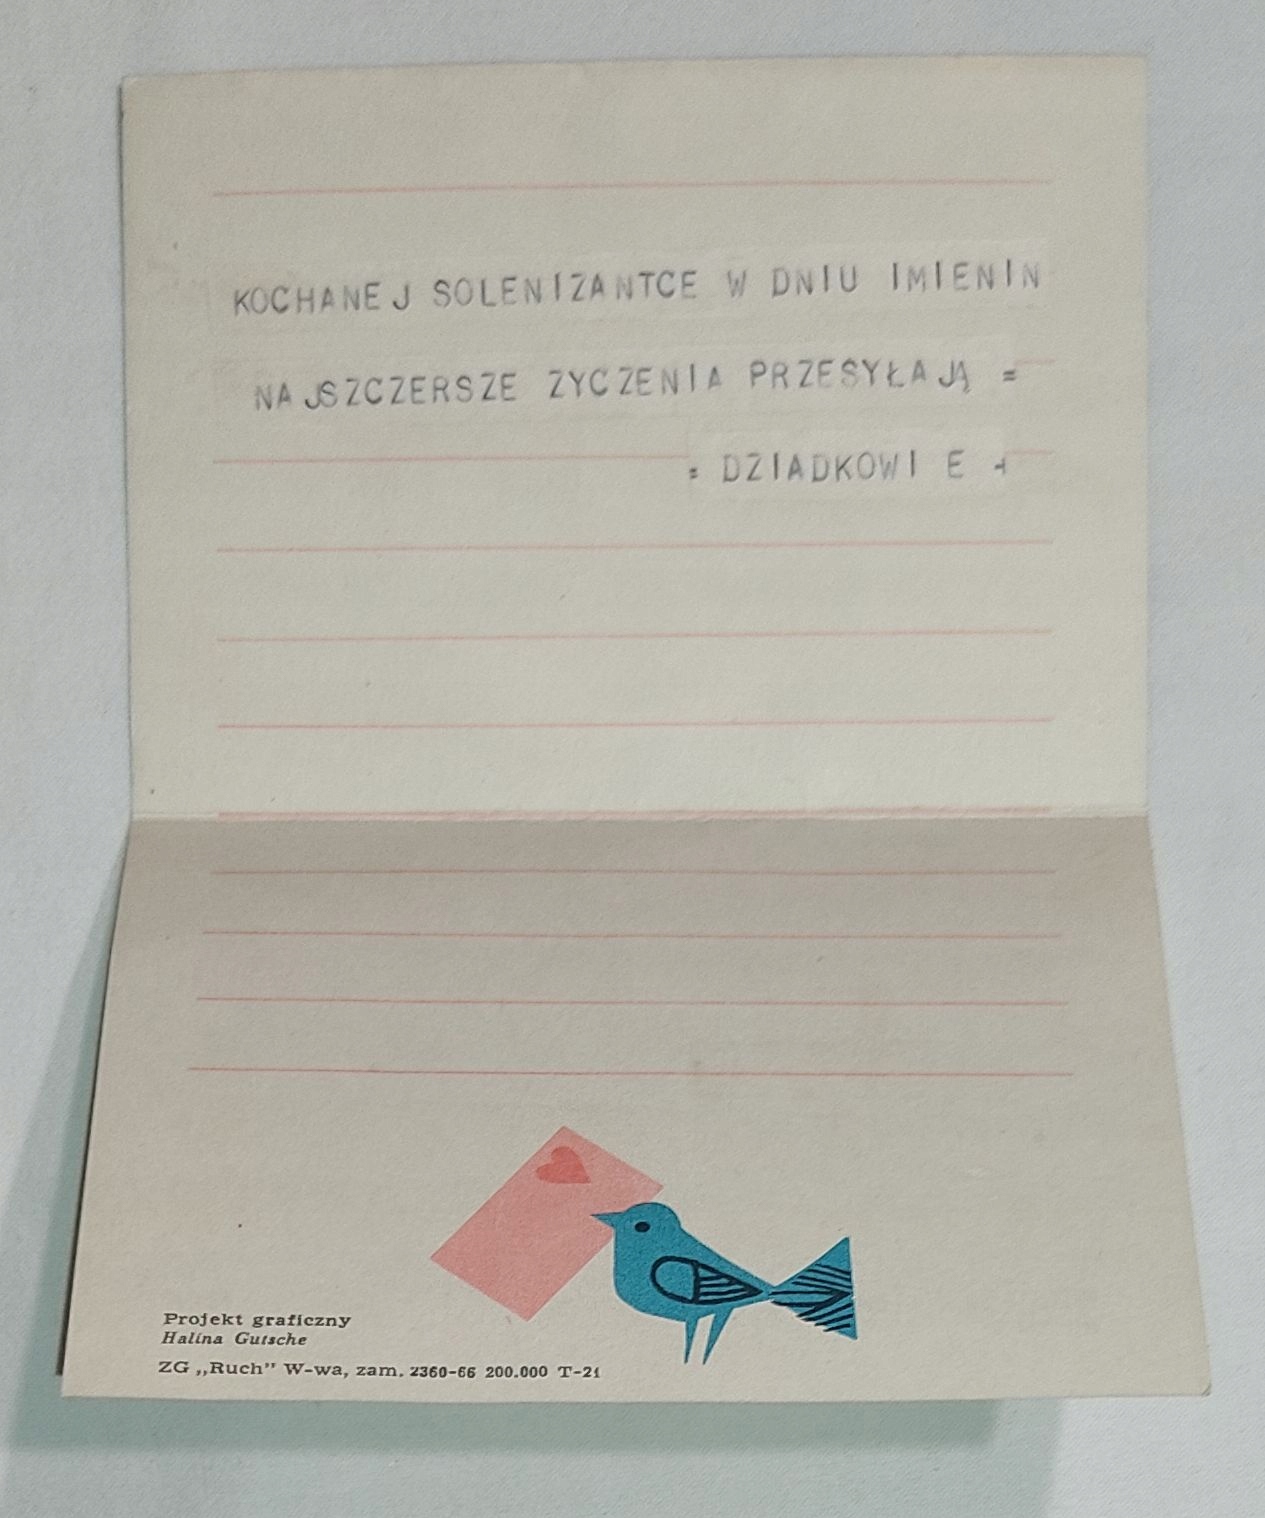 KOCHANEJ SOLENIZANTCE W DNIU IMIENIN
NAJSZCZERSZE ZYCZENIA PRZESYŁAJĄ =
= DZIADKOWI E +
Projekt graficzny
Halina Gutsche
ZG „Ruch” W-wa, zam. 2360-66 200.000 T-21